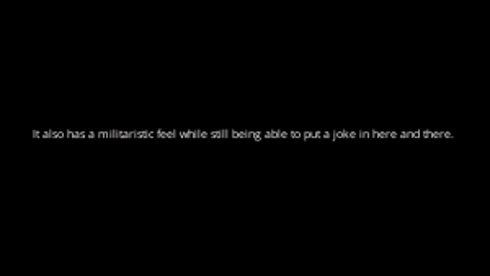 It also has a militaristic feel while still being able to put a joke in here and there.